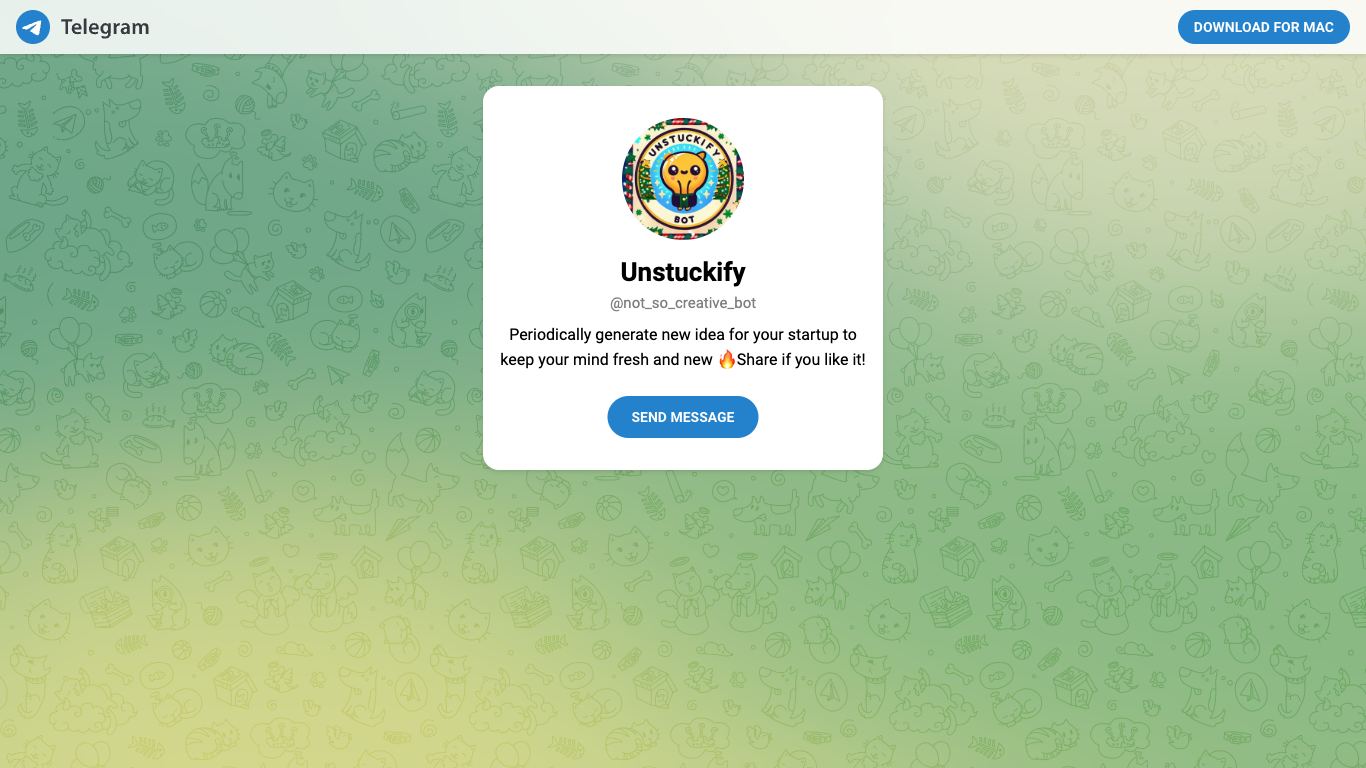 Telegram
DOWNLOAD FOR MAC
UNSTUCKIFY
BOT
Unstuckify
@not_so_creative_bot
Periodically generate new idea for your startup to
keep your mind fresh and new 🔥Share if you like it!
SEND MESSAGE